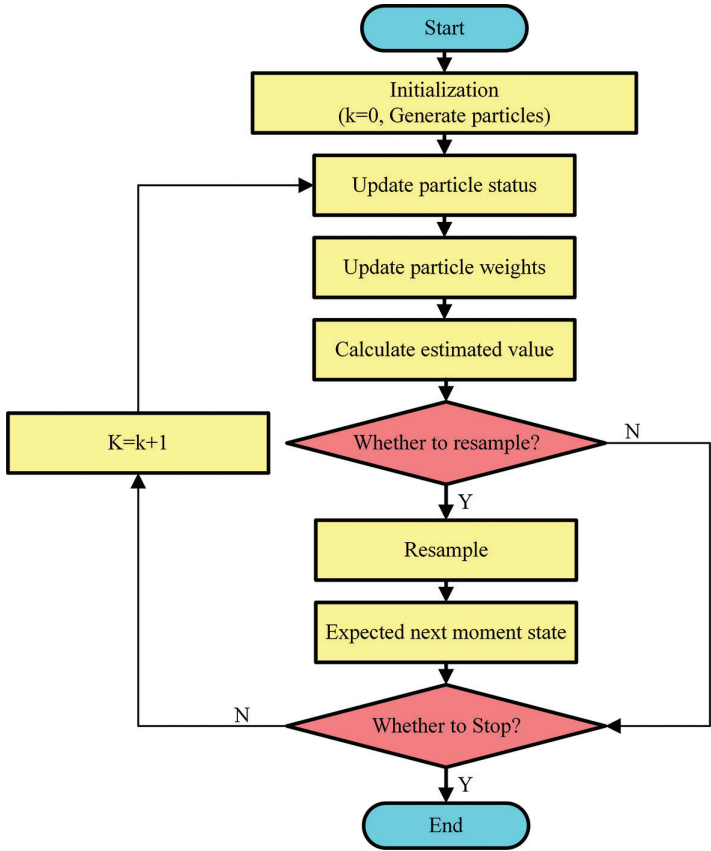 Start
Initialization
(k=0, Generate particles)
Update particle status
Update particle weights
Calculate estimated value
Whether to resample?
N
K=k+1
Y
Resample
Expected next moment state
Whether to Stop?
N
Y
End